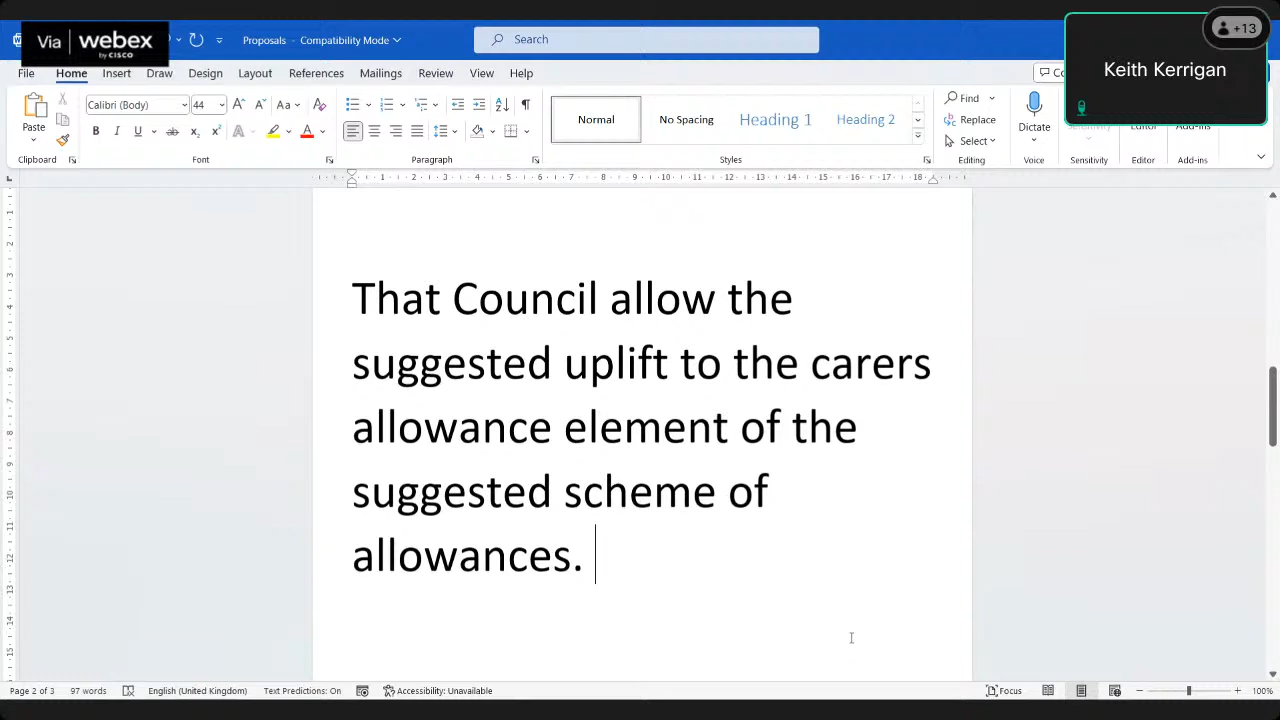 Via webex
by CISCO
Proposals - Compatibility Mode
Search
+13
Keith Kerrigan
File Home Insert Draw Design Layout References Mailings Review View Help
Paste
Calibri (Body) 44
Normal
No Spacing
Heading 1
Heading 2
Find
Replace
Select
Dictate
Sensitivity
Editor
Add-ins
Clipboard Font Paragraph Styles Editing Voice Sensitivity Editor Add-ins
That Council allow the
suggested uplift to the carers
allowance element of the
suggested scheme of
allowances.
Page 2 of 3 97 words English (United Kingdom) Text Predictions: On Accessibility: Unavailable Focus 100%